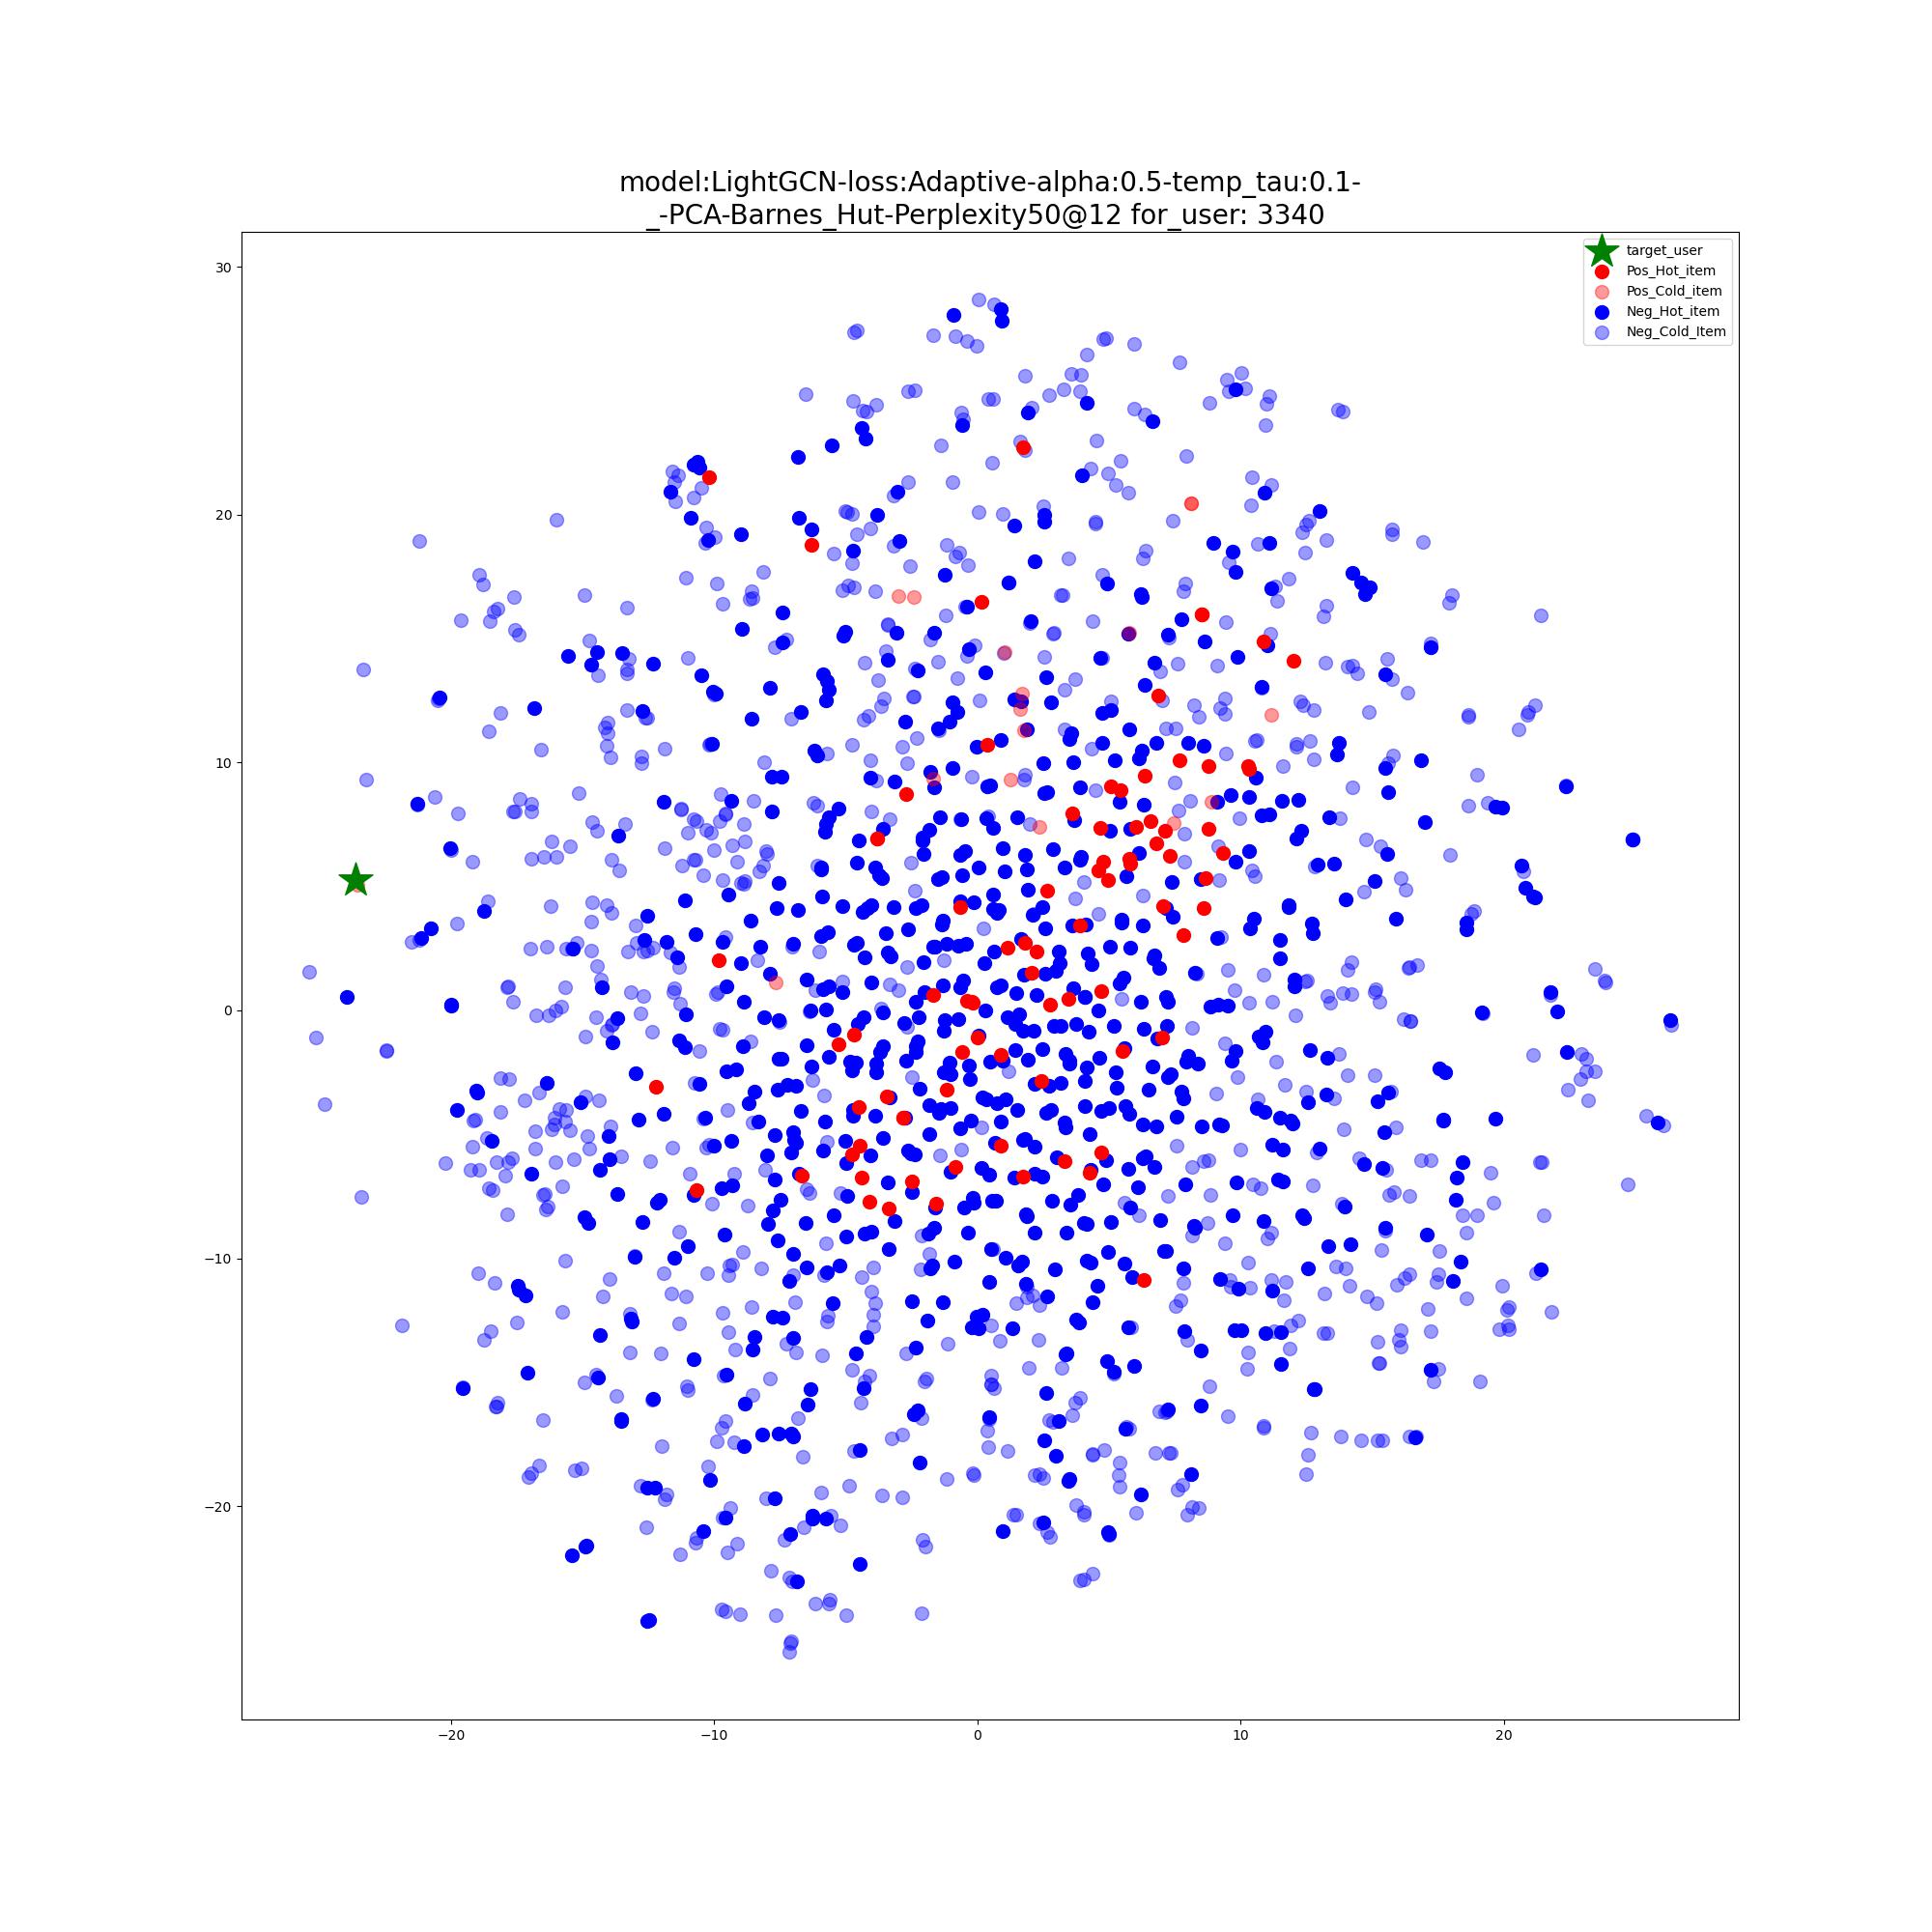 model:LightGCN-loss:Adaptive-alpha:0.5-temp_tau:0.1-
_-PCA-Barnes_Hut-Perplexity50@12 for_user: 3340
target_user
Pos_Hot_item
Pos_Cold_item
Neg_Hot_item
Neg_Cold_Item
30
20
10
0
−10
−20
−20
−10
0
10
20